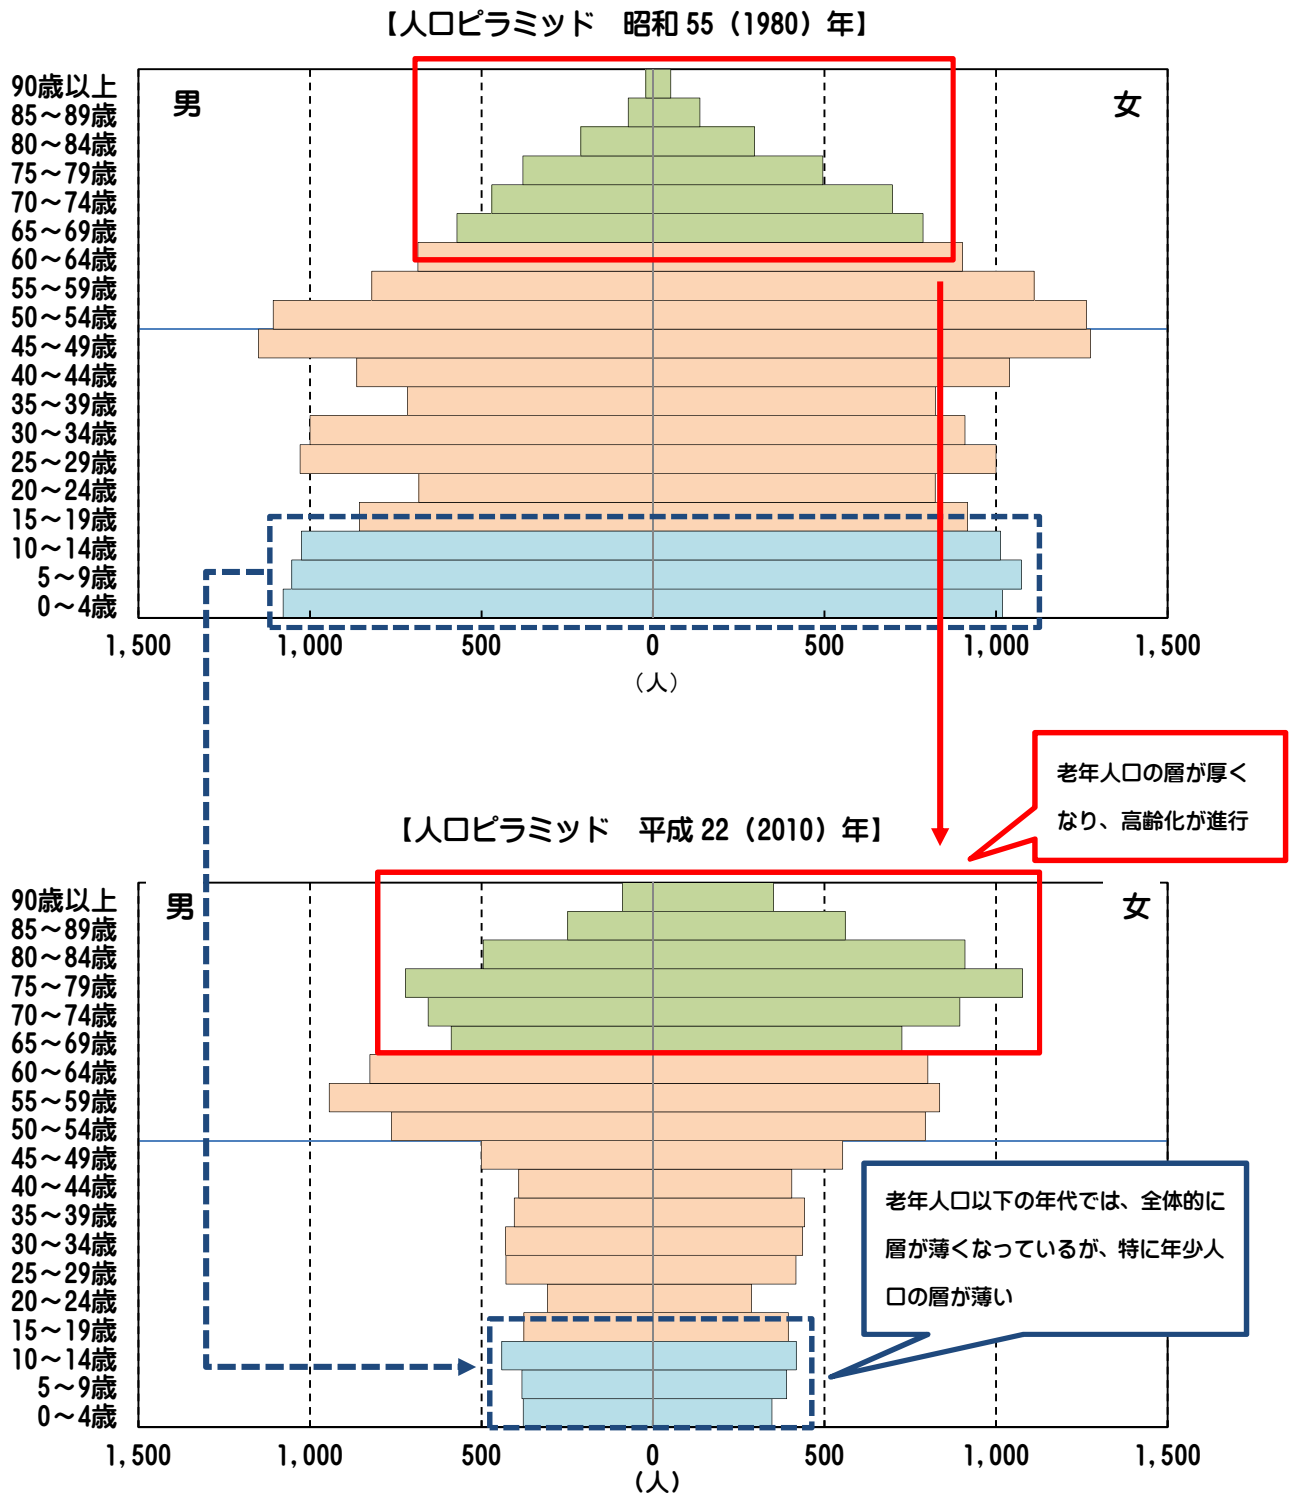 【人口ピラミッド　昭和 55（1980）年】
男
女
90歳以上
85～89歳
80～84歳
75～79歳
70～74歳
65～69歳
60～64歳
55～59歳
50～54歳
45～49歳
40～44歳
35～39歳
30～34歳
25～29歳
20～24歳
15～19歳
10～14歳
5～9歳
0～4歳
1,500 1,000 500 0 500 1,000 1,500
（人）
老年人口の層が厚く
なり、高齢化が進行
【人口ピラミッド　平成 22（2010）年】
男
女
90歳以上
85～89歳
80～84歳
75～79歳
70～74歳
65～69歳
60～64歳
55～59歳
50～54歳
45～49歳
40～44歳
35～39歳
30～34歳
25～29歳
20～24歳
15～19歳
10～14歳
5～9歳
0～4歳
老年人口以下の年代では、全体的に
層が薄くなっているが、特に年少人
口の層が薄い
1,500 1,000 500 0 500 1,000 1,500
(人)